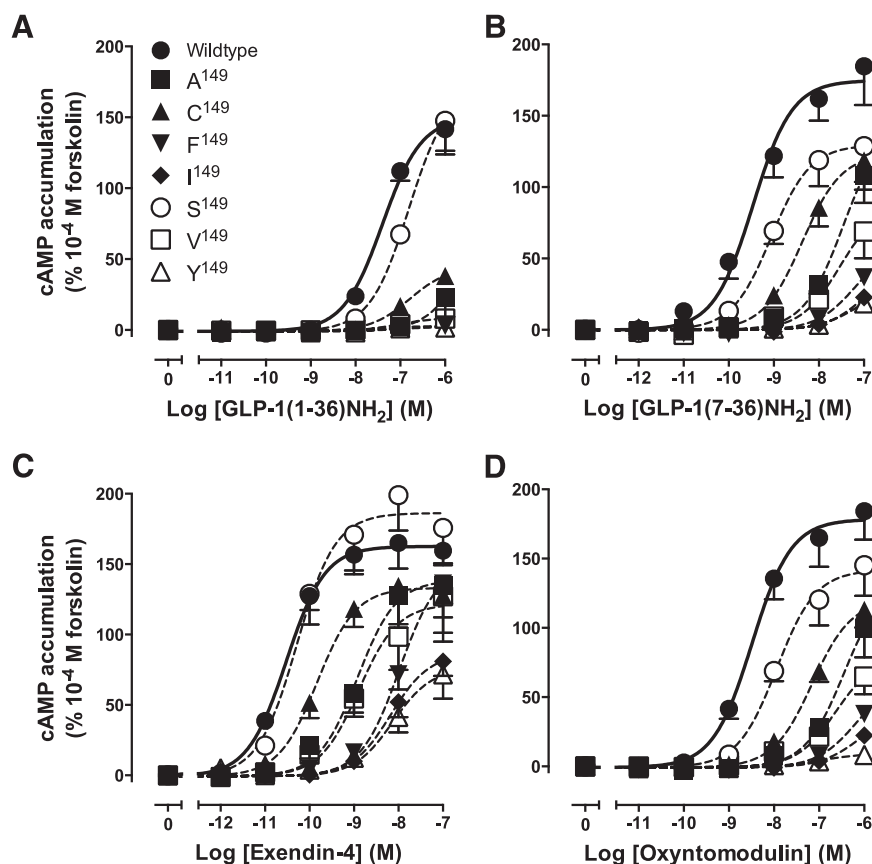 A
cAMP accumulation
(% 10⁻⁴ M forskolin)
200
150
100
50
0
Wildtype
A¹⁴⁹
C¹⁴⁹
F¹⁴⁹
I¹⁴⁹
S¹⁴⁹
V¹⁴⁹
Y¹⁴⁹
0 -11 -10 -9 -8 -7 -6
Log [GLP-1(1-36)NH₂] (M)
B
200
150
100
50
0
0 -12 -11 -10 -9 -8 -7
Log [GLP-1(7-36)NH₂] (M)
C
cAMP accumulation
(% 10⁻⁴ M forskolin)
200
150
100
50
0
0 -12 -11 -10 -9 -8 -7
Log [Exendin-4] (M)
D
200
150
100
50
0
0 -11 -10 -9 -8 -7 -6
Log [Oxyntomodulin] (M)